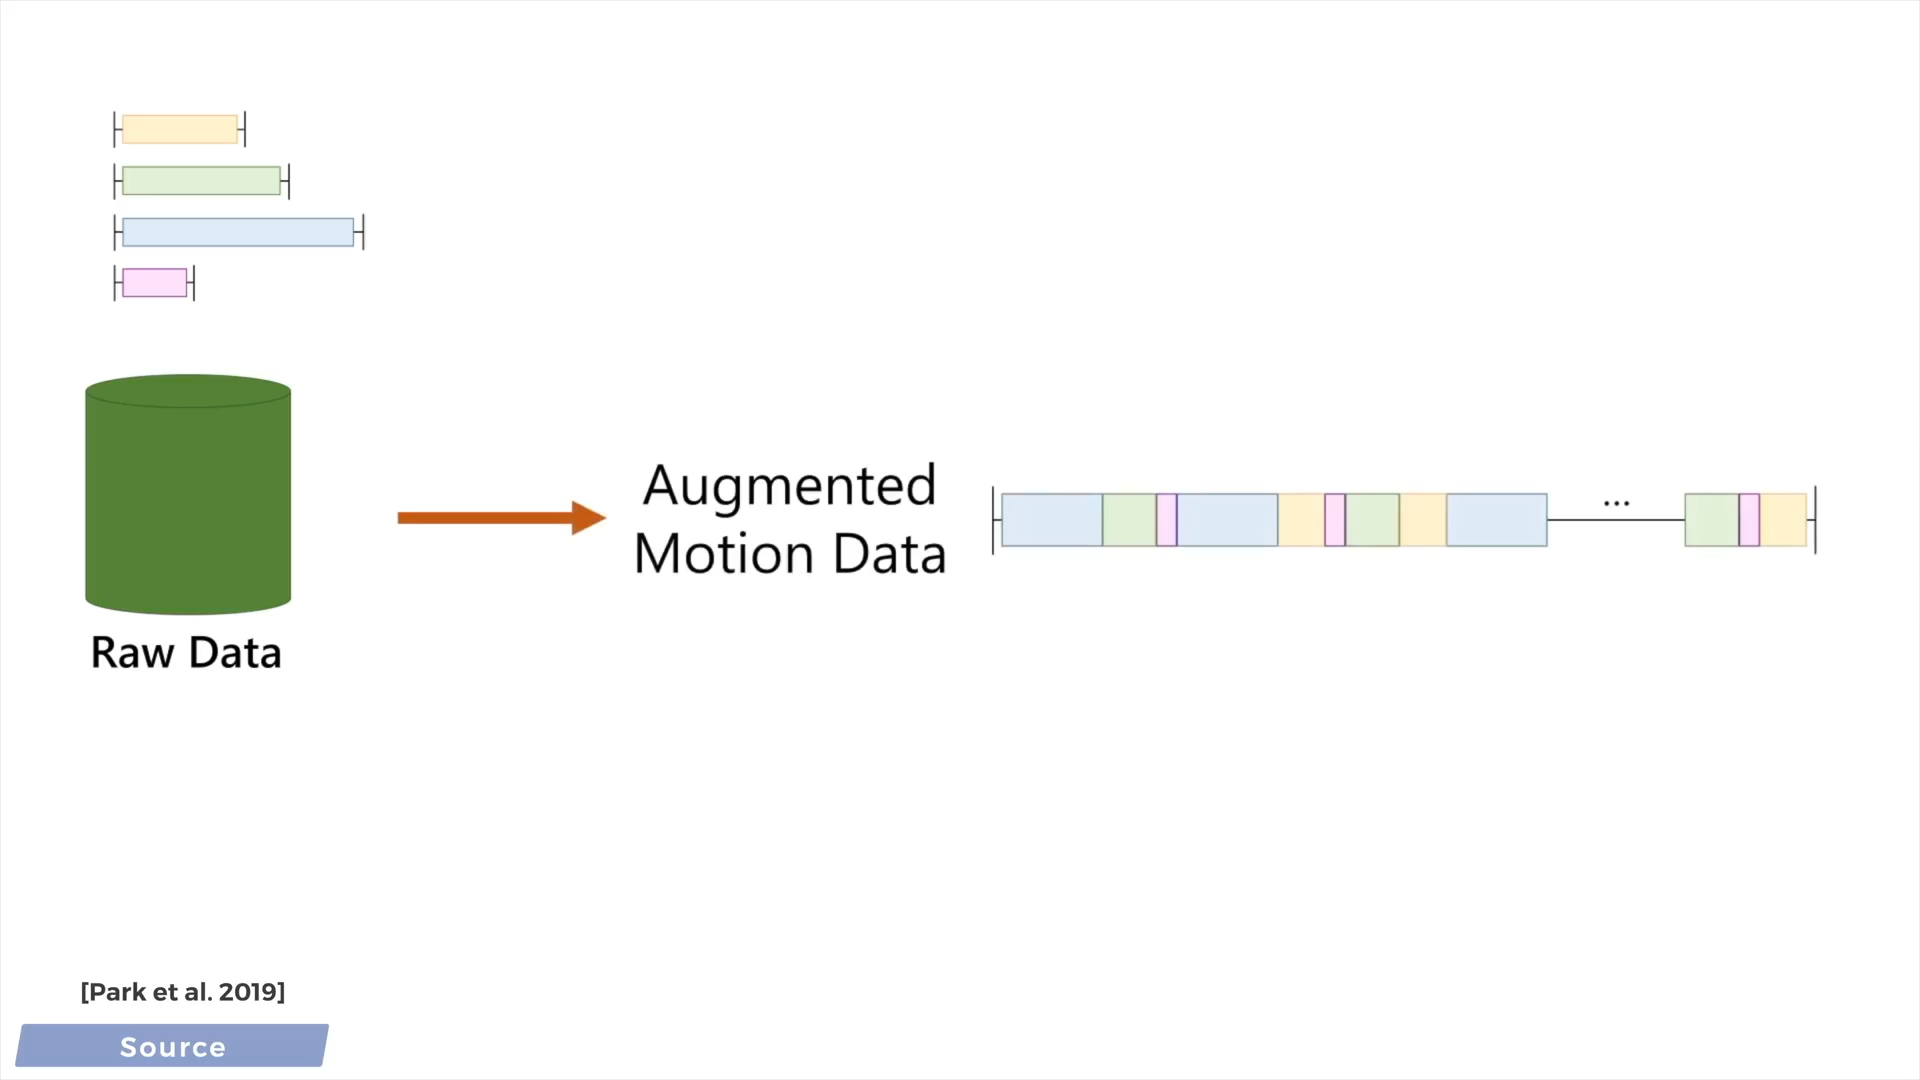 Raw Data
Augmented
Motion Data
...
[Park et al. 2019]
Source